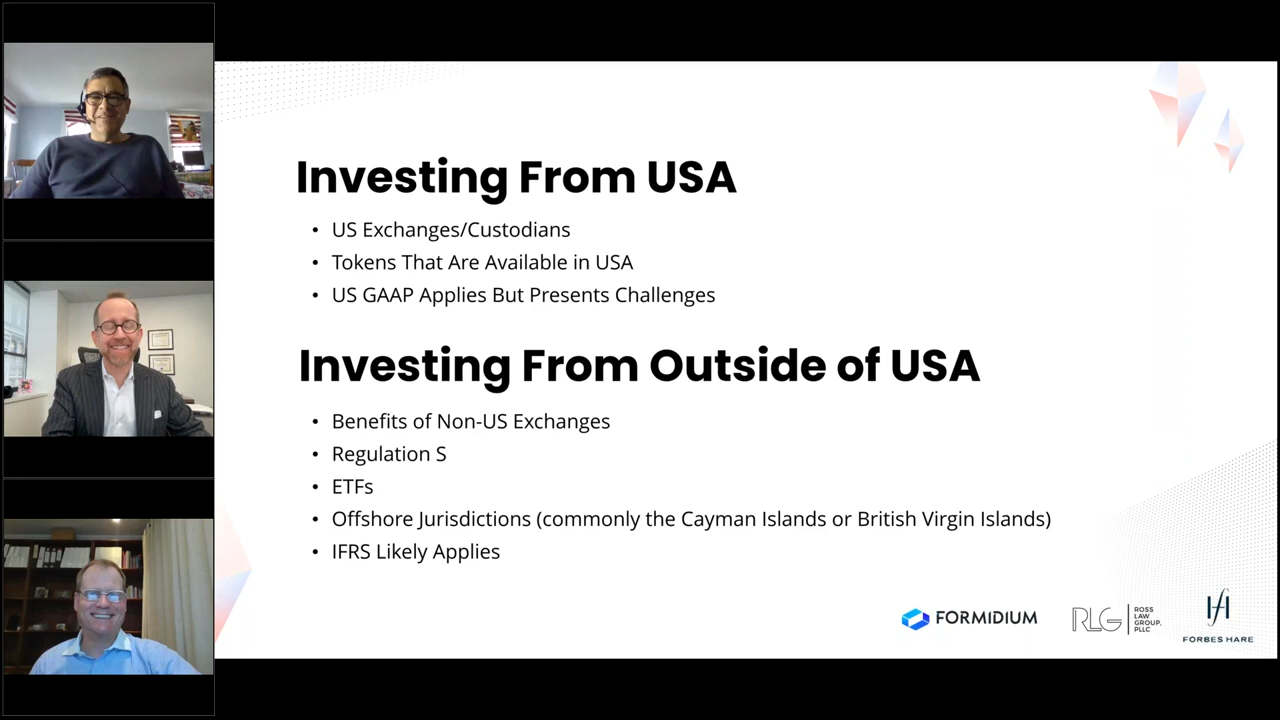 Investing From USA
• US Exchanges/Custodians
• Tokens That Are Available in USA
• US GAAP Applies But Presents Challenges
Investing From Outside of USA
• Benefits of Non-US Exchanges
• Regulation S
• ETFs
• Offshore Jurisdictions (commonly the Cayman Islands or British Virgin Islands)
• IFRS Likely Applies
FORMIDIUM
RLG
ROSS
LAW
GROUP,
PLLC
FORBES HARE